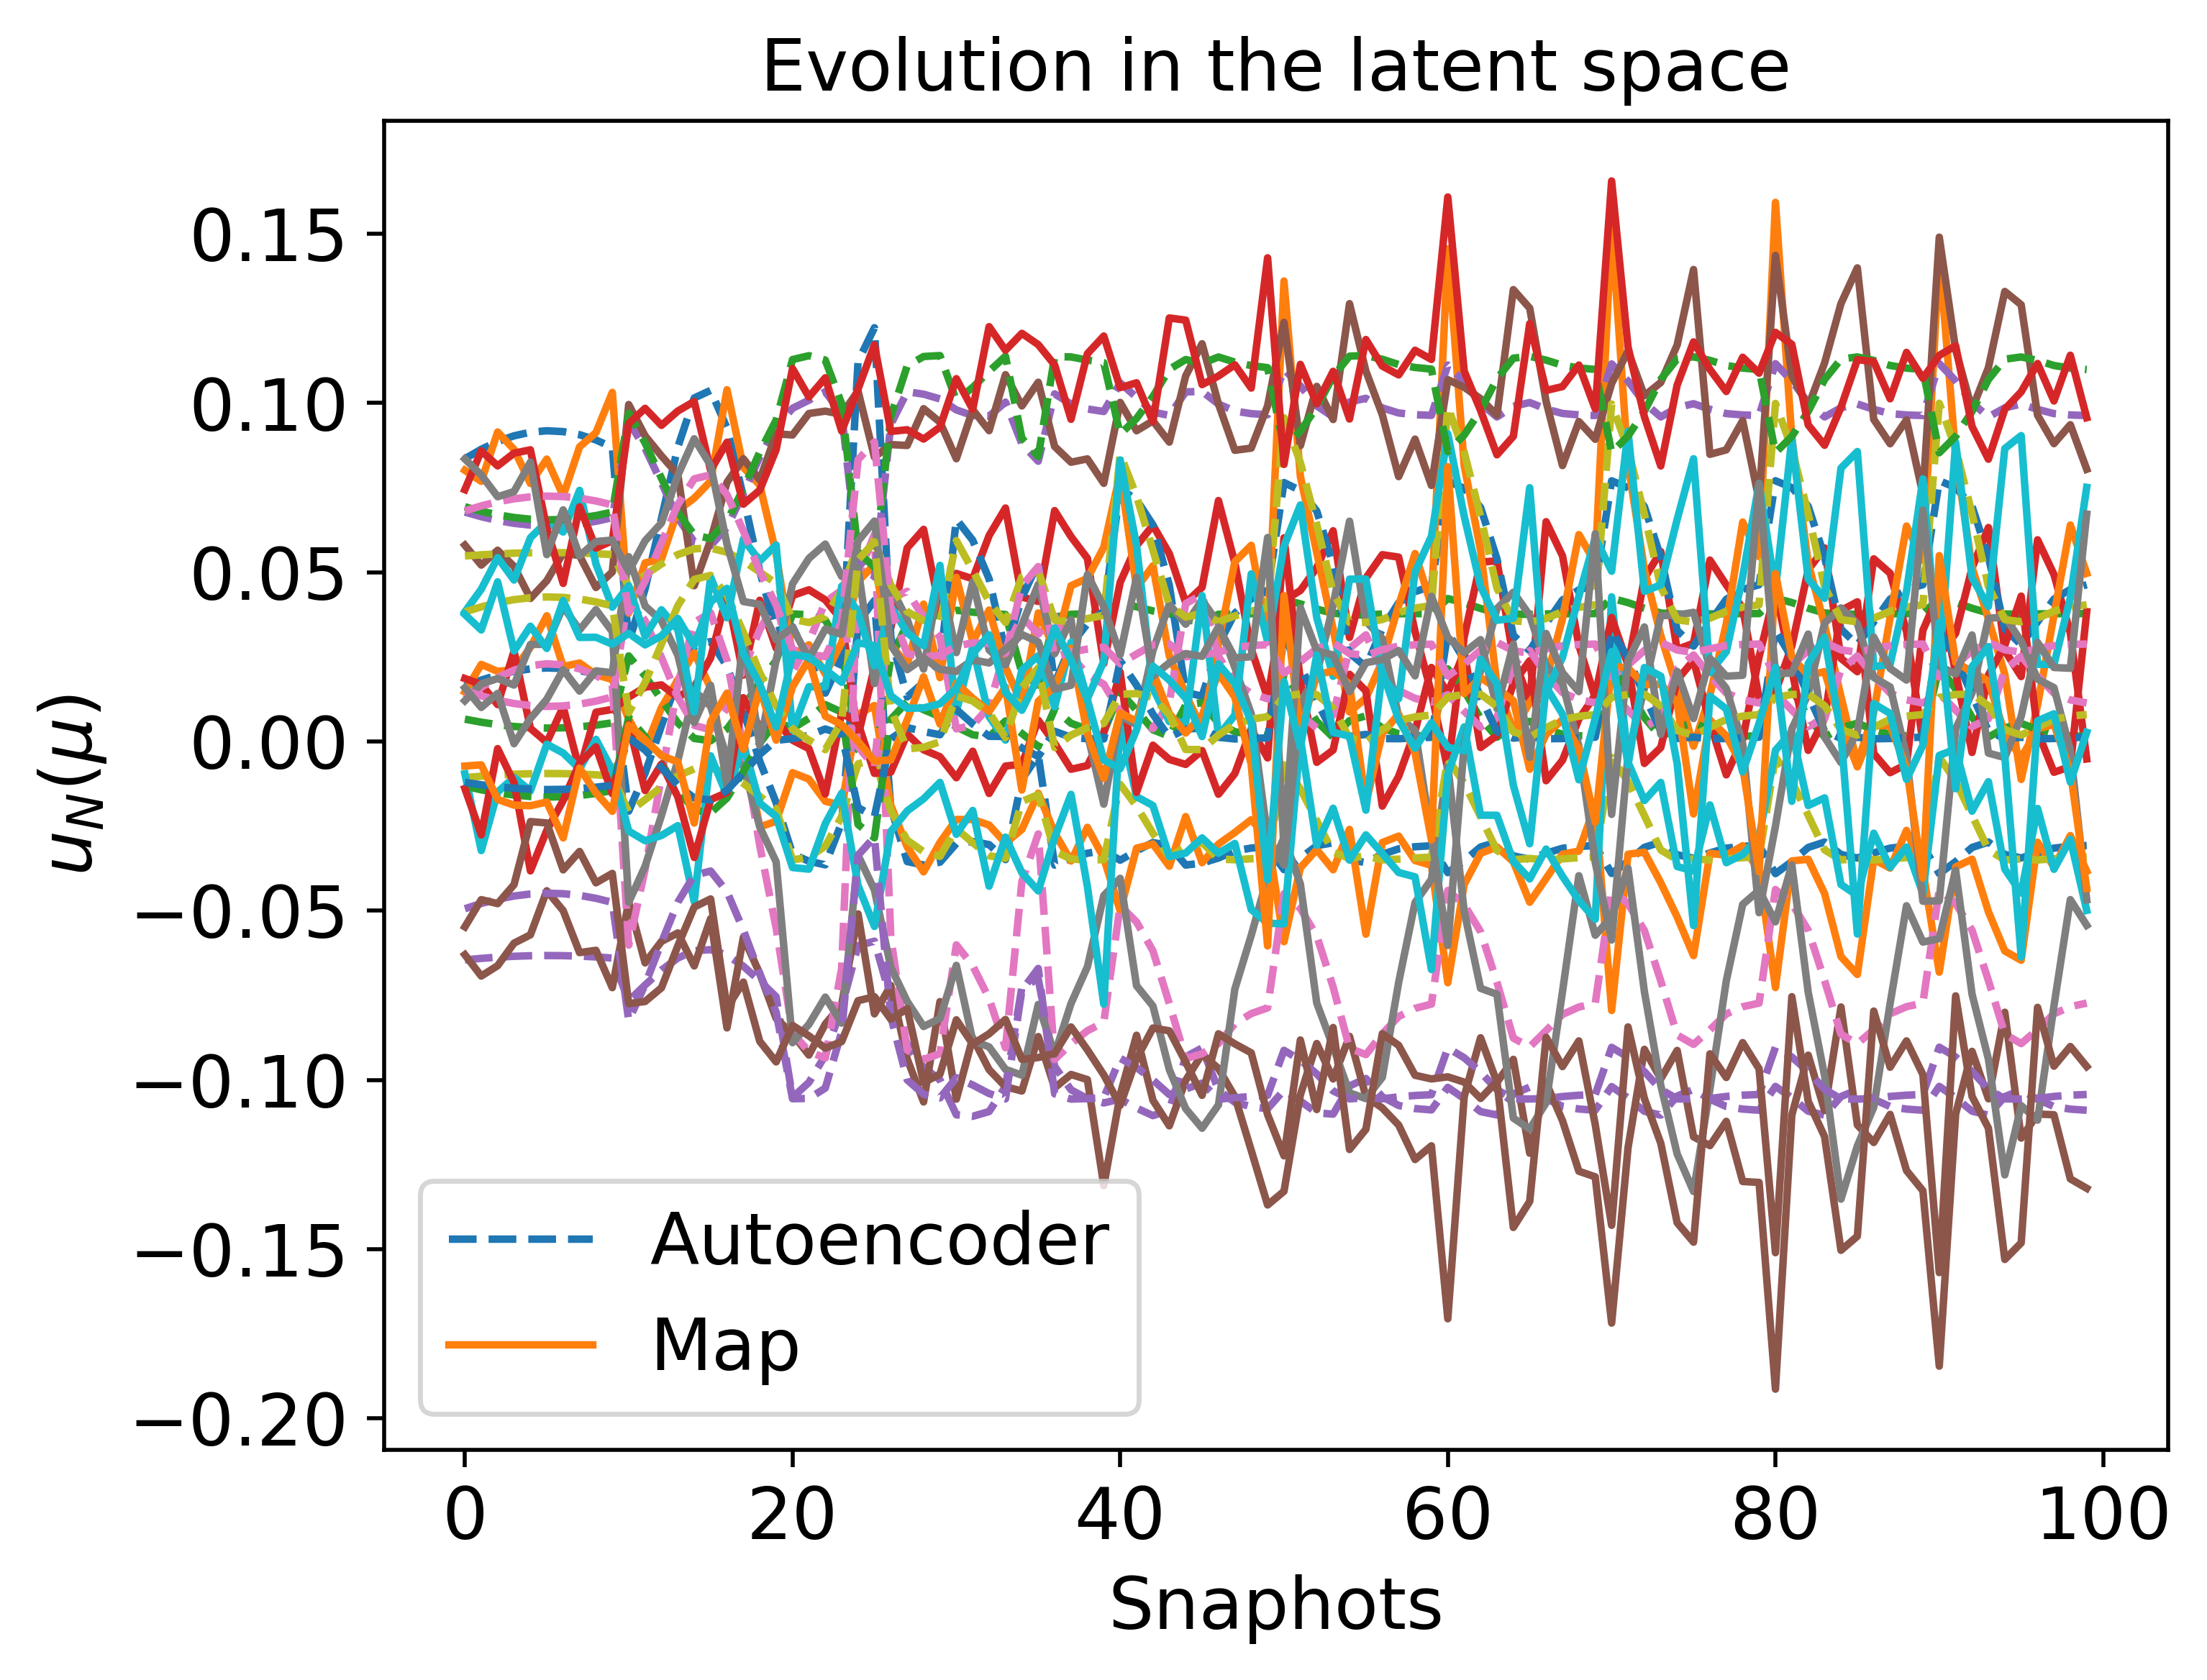 Evolution in the latent space
u_N(μ)
0.15
0.10
0.05
0.00
−0.05
−0.10
−0.15
−0.20
Autoencoder
Map
0 20 40 60 80 100
Snaphots